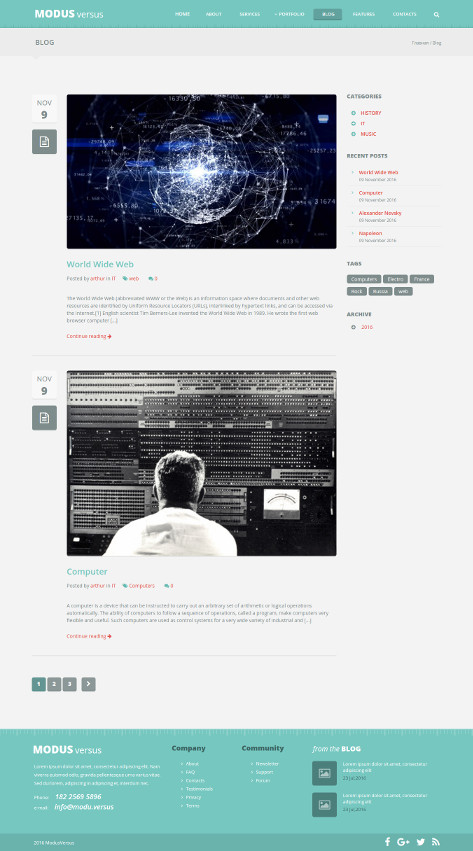 MODUS versus
HOME ABOUT SERVICES PORTFOLIO BLOG FEATURES CONTACTS
BLOG
/ Blog
NOV
9
World Wide Web
Posted by arthur in IT web 0
The World Wide Web (abbreviated WWW or the Web) is an information space where documents and other web
resources are identified by Uniform Resource Locators (URLs), interlinked by hypertext links, and can be accessed via
the Internet.[1] English scientist Tim Berners-Lee invented the World Wide Web in 1989. He wrote the first web
browser computer [...]
Continue reading
NOV
9
Computer
Posted by arthur in IT Computers 0
A computer is a device that can be instructed to carry out an arbitrary set of arithmetic or logical operations
automatically. The ability of computers to follow a sequence of operations, called a program, make computers very
flexible and useful. Such computers are used as control systems for a very wide variety of industrial and [...]
Continue reading
1 2 3
CATEGORIES
HISTORY
IT
MUSIC
RECENT POSTS
World Wide Web
09 November 2016
Computer
09 November 2016
Alexander Nevsky
09 November 2016
Napoleon
09 November 2016
TAGS
Computers Electro France
Rock Russia web
ARCHIVE
2016
MODUS versus
Lorem ipsum dolor sit amet, consectetur adipiscing elit. Nam
viverra euismod odio, gravida pellentesque urna varius vitae.
Sed dui lorem, adipiscing in adipiscing et, interdum nec.
Phone: 182 2569 5896
e-mail: info@modu.versus
Company
About
FAQ
Contacts
Testimonials
Privacy
Terms
Community
Newsletter
Support
Forum
from the BLOG
Lorem ipsum dolor sit amet, consectetur
adipiscing elit
Lorem ipsum dolor sit amet, consectetur
adipiscing elit
2016 ModusVersus